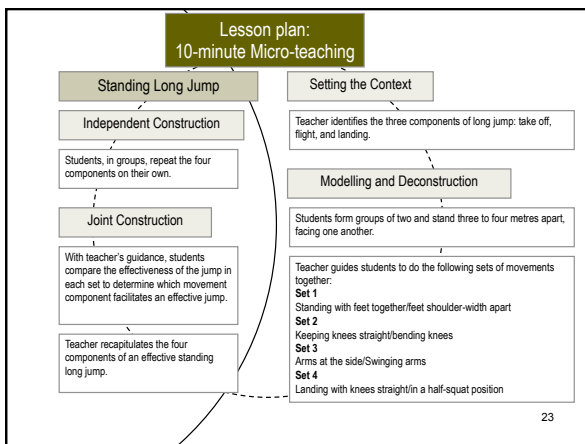 Lesson plan:
10-minute Micro-teaching
Standing Long Jump
Independent Construction
Students, in groups, repeat the four
components on their own.
Joint Construction
With teacher's guidance, students
compare the effectiveness of the jump in
each set to determine which movement
component facilitates an effective jump.
Teacher recapitulates the four
components of an effective standing
long jump.
Setting the Context
Teacher identifies the three components of long jump: take off,
flight, and landing.
Modelling and Deconstruction
Students form groups of two and stand three to four metres apart,
facing one another.
Teacher guides students to do the following sets of movements
together:
Set 1
Standing with feet together/feet shoulder-width apart
Set 2
Keeping knees straight/bending knees
Set 3
Arms at the side/Swinging arms
Set 4
Landing with knees straight/in a half-squat position
23